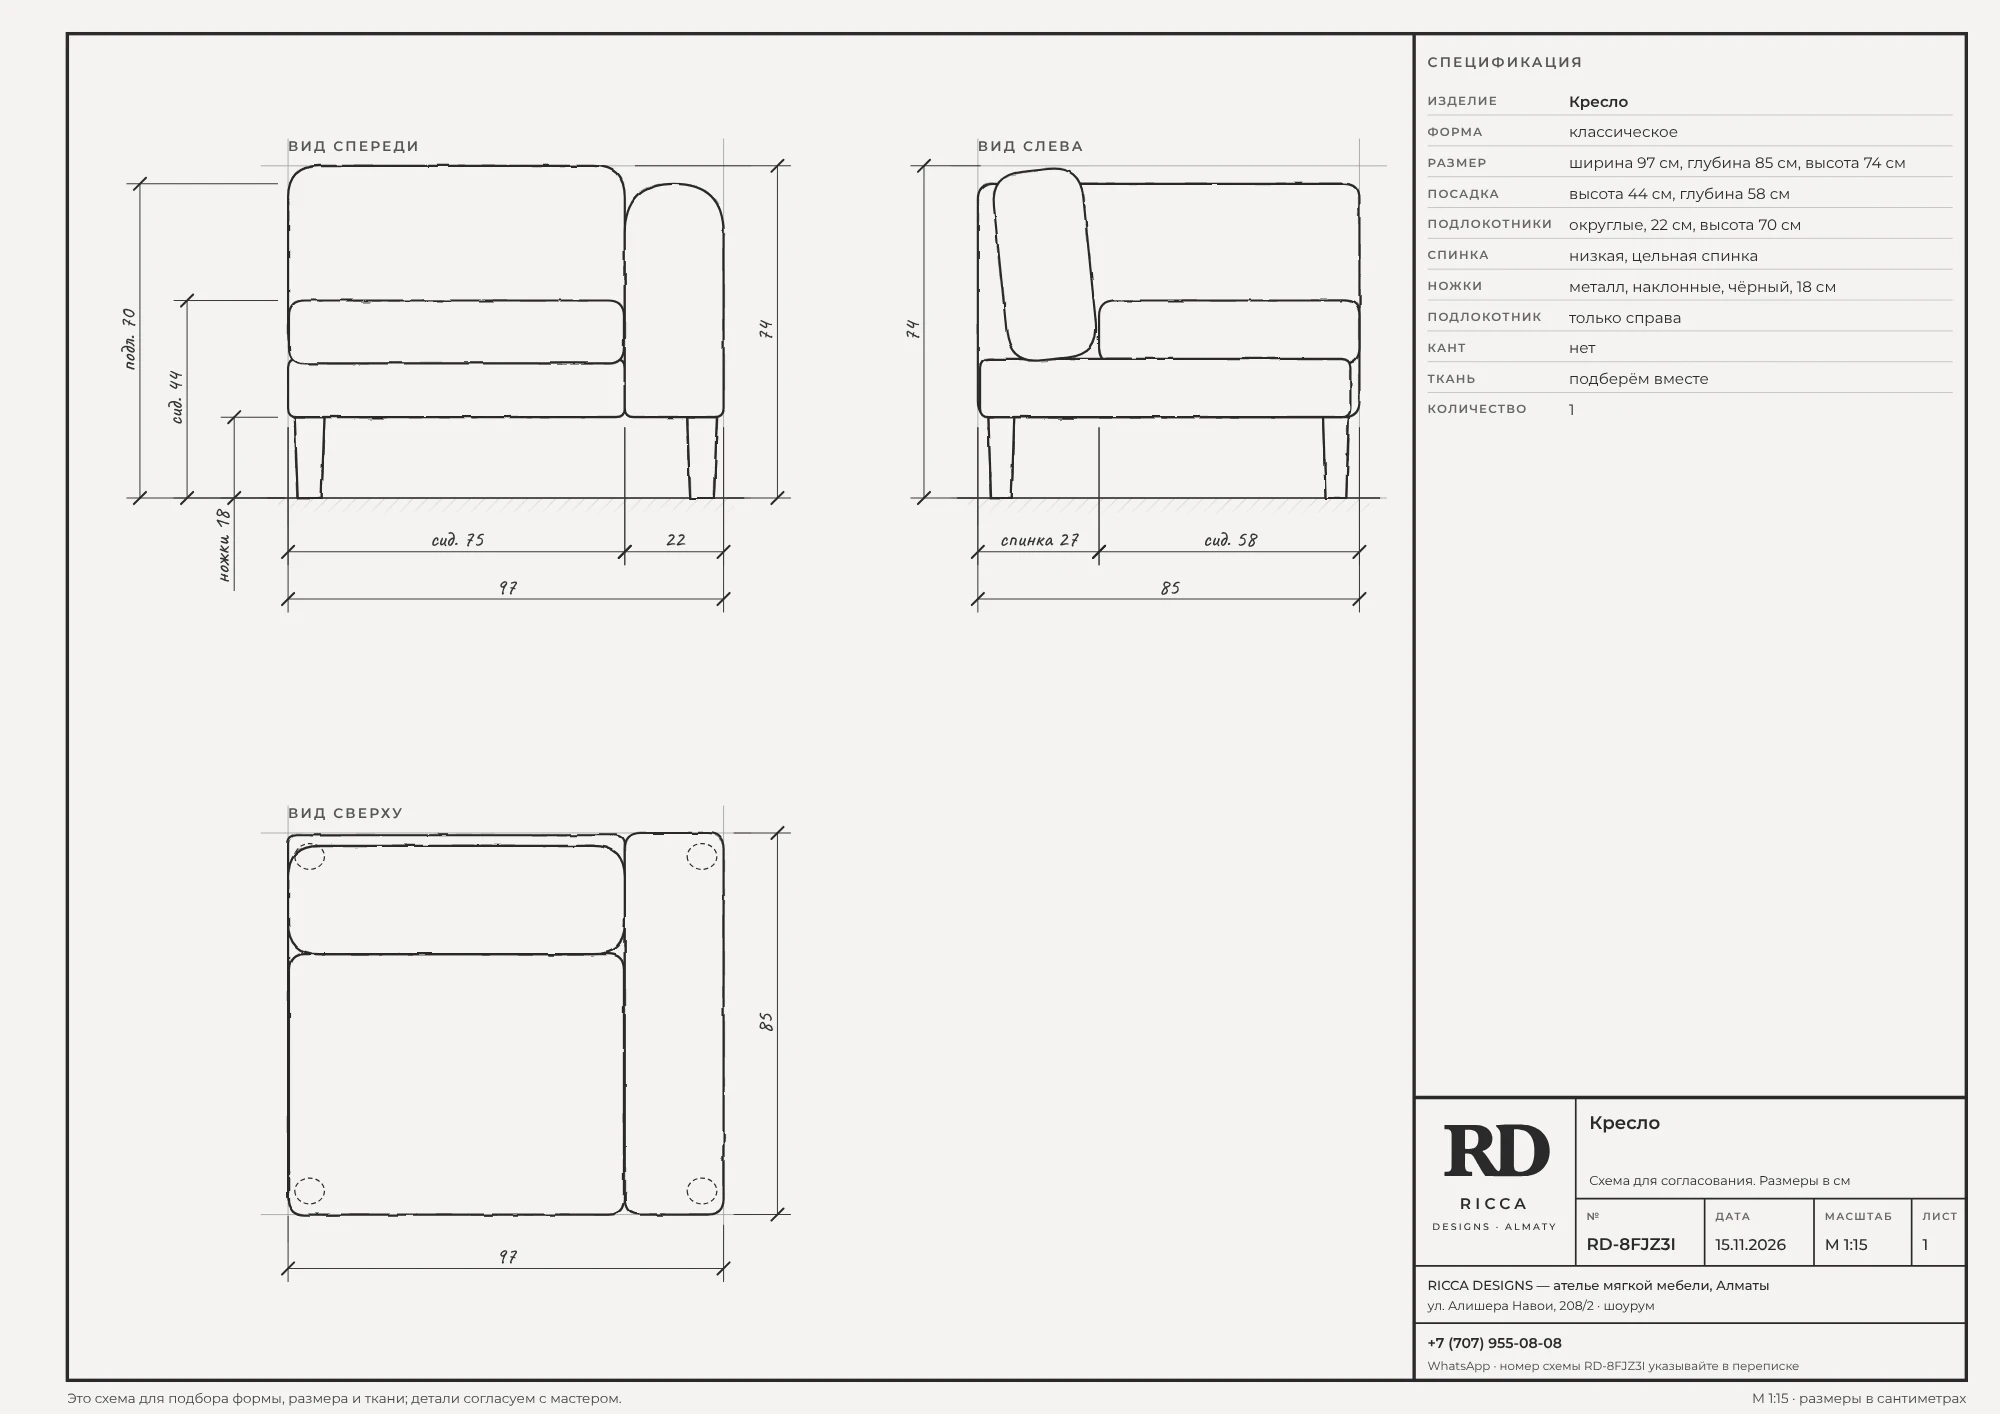 ВИД СПЕРЕДИ
подл. 70
сид. 44
ножки 18
74
сид. 75
22
97
ВИД СЛЕВА
74
спинка 27
сид. 58
85
ВИД СВЕРХУ
85
97
СПЕЦИФИКАЦИЯ
ИЗДЕЛИЕ Кресло
ФОРМА классическое
РАЗМЕР ширина 97 см, глубина 85 см, высота 74 см
ПОСАДКА высота 44 см, глубина 58 см
ПОДЛОКОТНИКИ округлые, 22 см, высота 70 см
СПИНКА низкая, цельная спинка
НОЖКИ металл, наклонные, чёрный, 18 см
ПОДЛОКОТНИК только справа
КАНТ нет
ТКАНЬ подберём вместе
КОЛИЧЕСТВО 1
RD
RICCA
DESIGNS · ALMATY
Кресло
Схема для согласования. Размеры в см
№ ДАТА МАСШТАБ ЛИСТ
RD-8FJZ3I 15.11.2026 М 1:15 1
RICCA DESIGNS — ателье мягкой мебели, Алматы
ул. Алишера Навои, 208/2 · шоурум
+7 (707) 955-08-08
WhatsApp · номер схемы RD-8FJZ3I указывайте в переписке
Это схема для подбора формы, размера и ткани; детали согласуем с мастером.
М 1:15 · размеры в сантиметрах